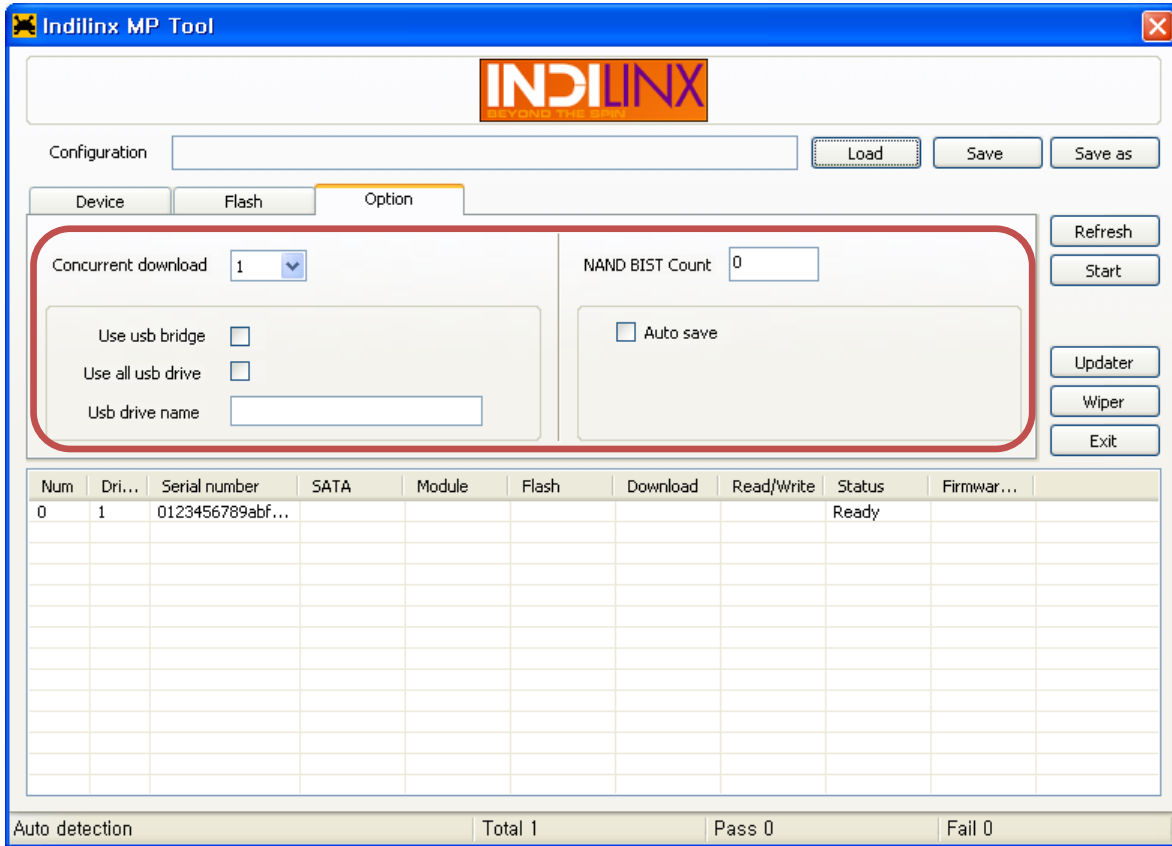 Indilinx MP Tool
INDILINX
BEYOND THE SPIN
Configuration Load Save Save as
Device Flash Option
Refresh
Concurrent download 1 NAND BIST Count 0
Start
Use usb bridge Auto save
Use all usb drive Updater
Usb drive name Wiper
Exit
Num Dri... Serial number SATA Module Flash Download Read/Write Status Firmwar...
0 1 0123456789abf... Ready
Auto detection Total 1 Pass 0 Fail 0